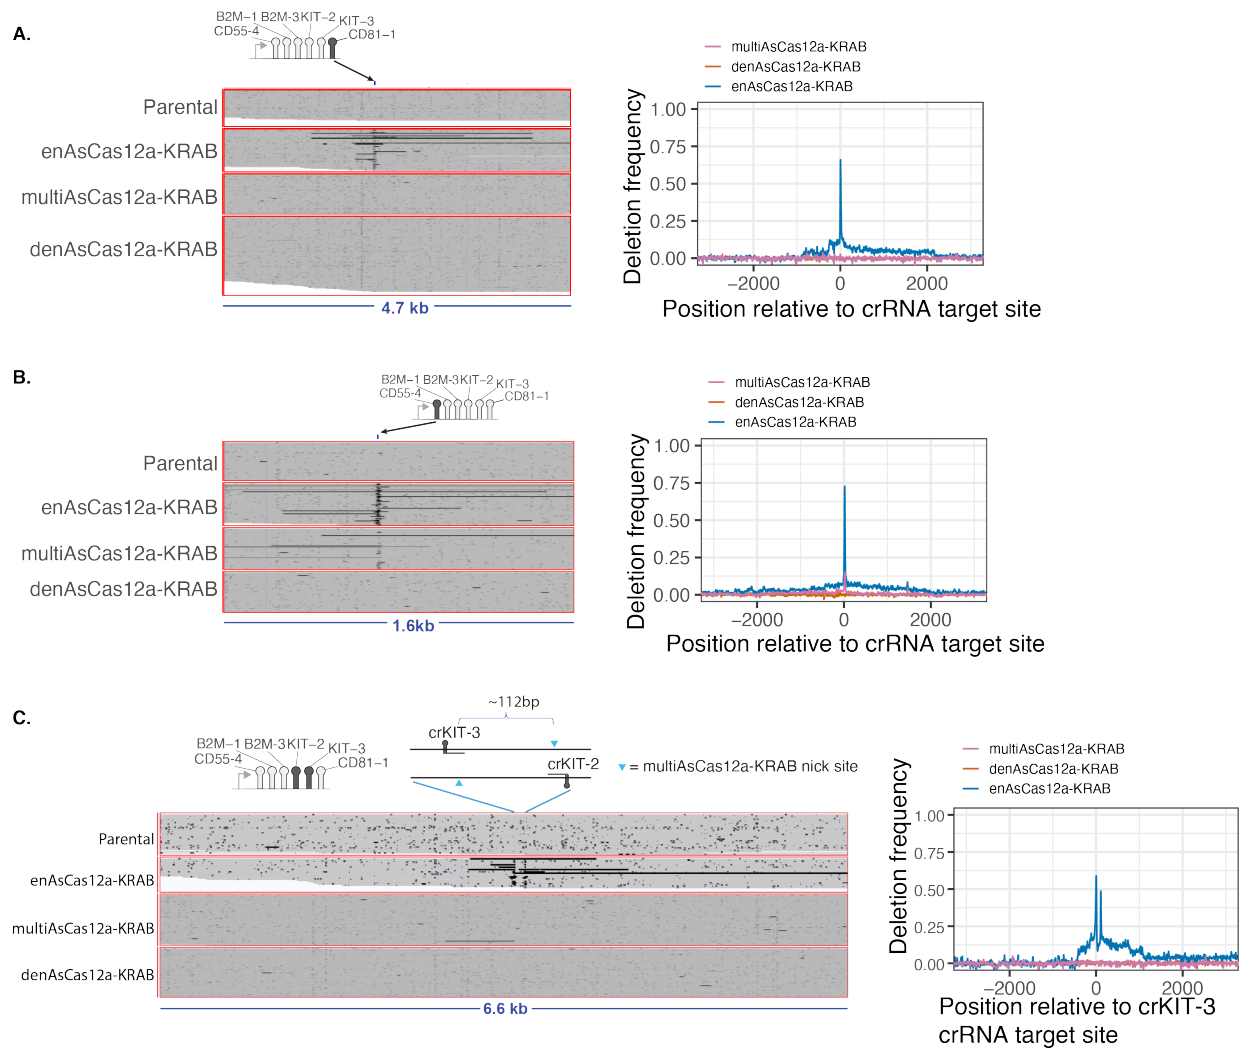 A.
B2M−1 B2M-3 KIT−2 KIT−3
CD55-4 CD81−1
Parental
enAsCas12a-KRAB
multiAsCas12a-KRAB
denAsCas12a-KRAB
4.7 kb
multiAsCas12a-KRAB
denAsCas12a-KRAB
enAsCas12a-KRAB
Deletion frequency
1.00
0.75
0.50
0.25
0.00
−2000 0 2000
Position relative to crRNA target site
B.
B2M−1 B2M-3 KIT−2 KIT−3
CD55-4 CD81−1
Parental
enAsCas12a-KRAB
multiAsCas12a-KRAB
denAsCas12a-KRAB
1.6kb
multiAsCas12a-KRAB
denAsCas12a-KRAB
enAsCas12a-KRAB
Deletion frequency
1.00
0.75
0.50
0.25
0.00
−2000 0 2000
Position relative to crRNA target site
C.
B2M−1 B2M-3 KIT−2 KIT−3
CD55-4 CD81−1
~112bp
crKIT-3
crKIT-2
= multiAsCas12a-KRAB nick site
Parental
enAsCas12a-KRAB
multiAsCas12a-KRAB
denAsCas12a-KRAB
6.6 kb
multiAsCas12a-KRAB
denAsCas12a-KRAB
enAsCas12a-KRAB
Deletion frequency
1.00
0.75
0.50
0.25
0.00
−2000 0 2000
Position relative to crKIT-3
crRNA target site